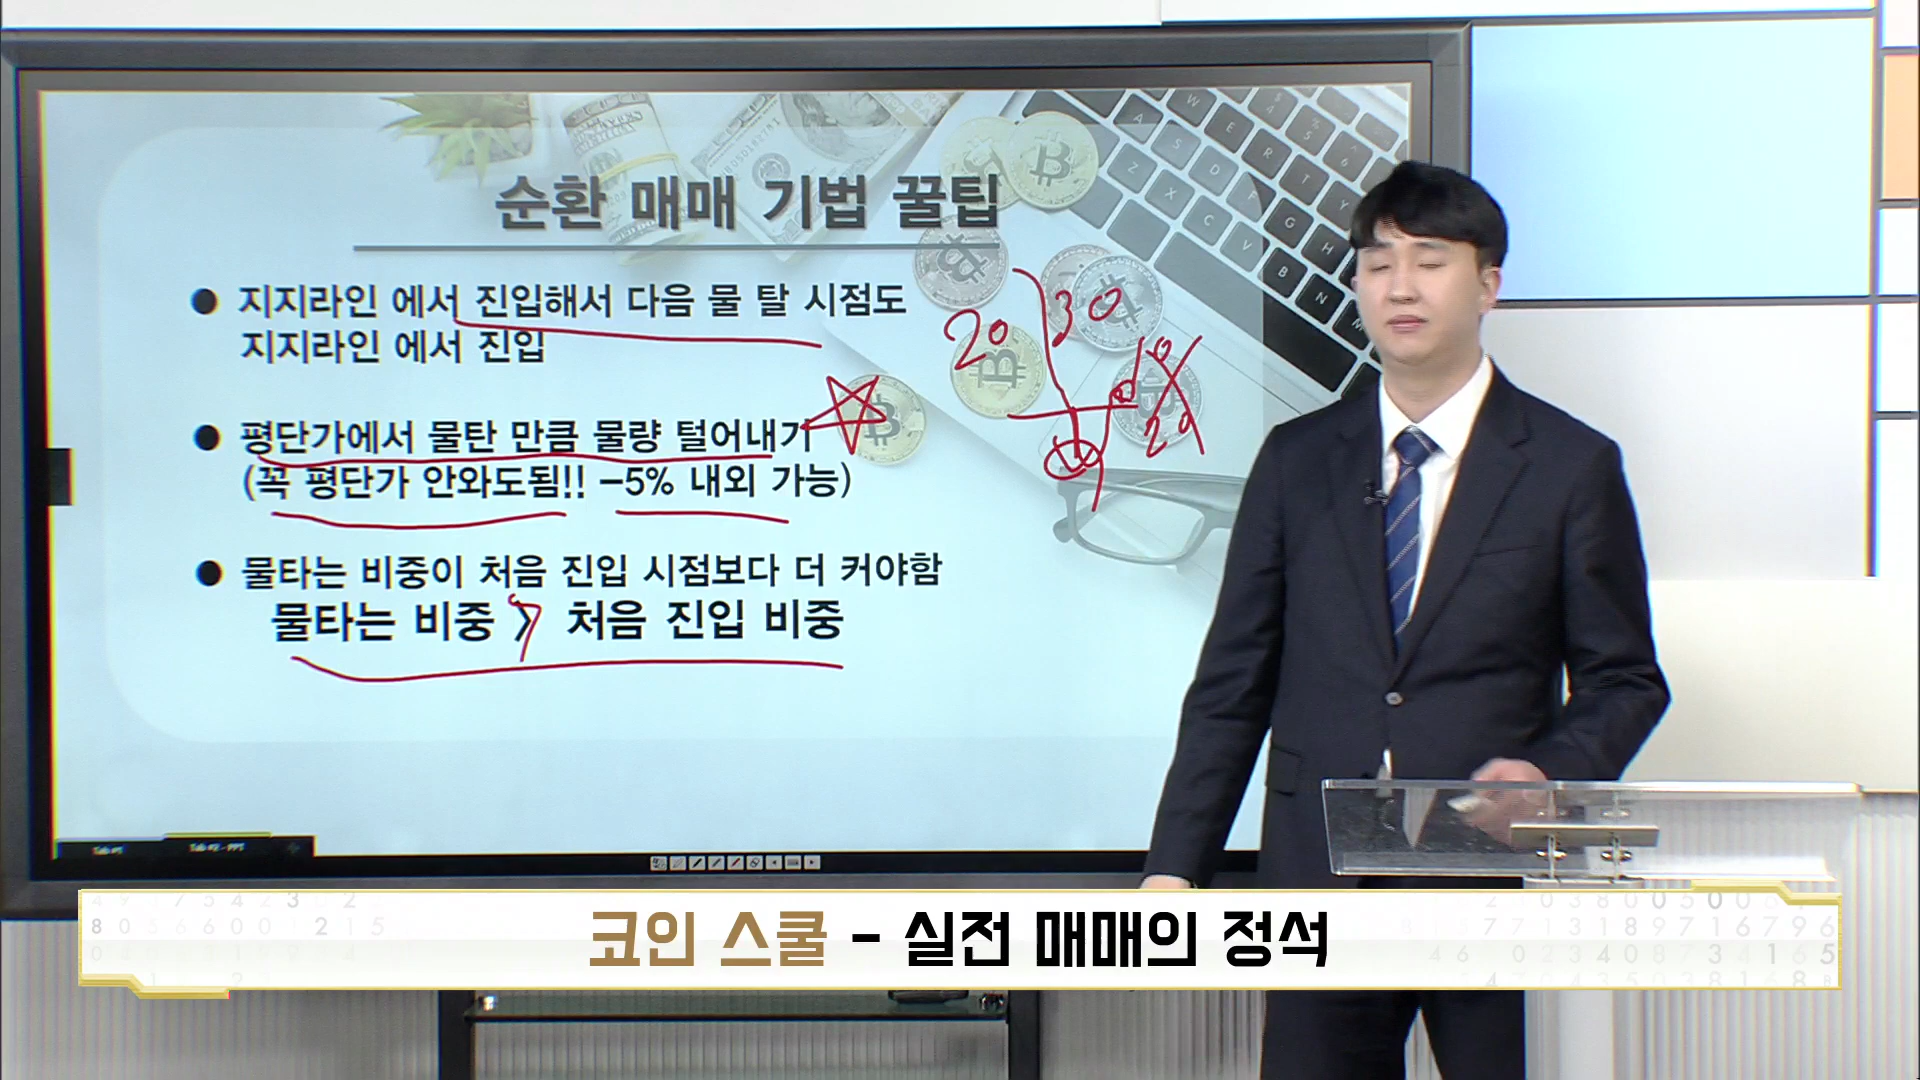 순환 매매 기법 꿀팁
● 지지라인 에서 진입해서 다음 물 탈 시점도
지지라인 에서 진입
● 평단가에서 물탄 만큼 물량 털어내기
(꼭 평단가 안와도됨!! -5% 내외 가능)
● 물타는 비중이 처음 진입 시점보다 더 커야함
물타는 비중 > 처음 진입 비중
20 30
10
20
코인 스쿨 - 실전 매매의 정석